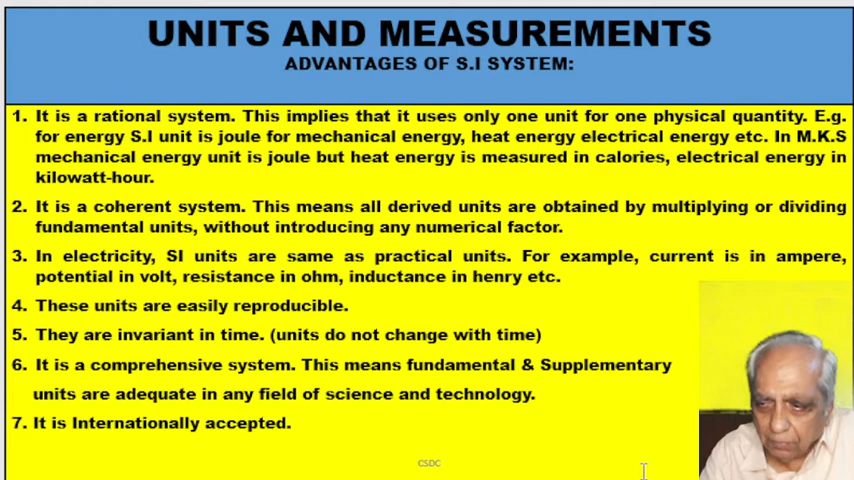 UNITS AND MEASUREMENTS
ADVANTAGES OF S.I SYSTEM:
1. It is a rational system. This implies that it uses only one unit for one physical quantity. E.g.
for energy S.I unit is joule for mechanical energy, heat energy electrical energy etc. In M.K.S
mechanical energy unit is joule but heat energy is measured in calories, electrical energy in
kilowatt-hour.
2. It is a coherent system. This means all derived units are obtained by multiplying or dividing
fundamental units, without introducing any numerical factor.
3. In electricity, SI units are same as practical units. For example, current is in ampere,
potential in volt, resistance in ohm, inductance in henry etc.
4. These units are easily reproducible.
5. They are invariant in time. (units do not change with time)
6. It is a comprehensive system. This means fundamental & Supplementary
units are adequate in any field of science and technology.
7. It is Internationally accepted.
CSDC